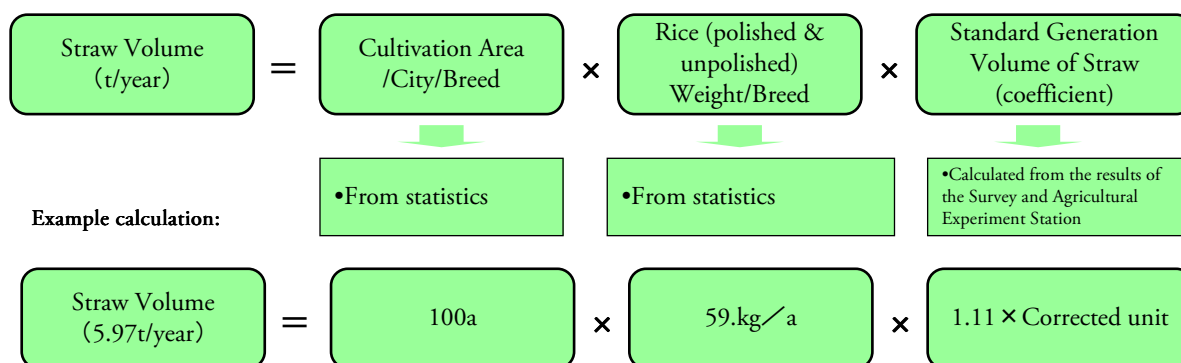 Straw Volume
(t/year)
=
Cultivation Area
/City/Breed
×
Rice (polished &
unpolished)
Weight/Breed
×
Standard Generation
Volume of Straw
(coefficient)
•From statistics
•From statistics
•Calculated from the results of
the Survey and Agricultural
Experiment Station
Example calculation:
Straw Volume
(5.97t/year)
=
100a
×
59.kg/a
×
1.11×Corrected unit